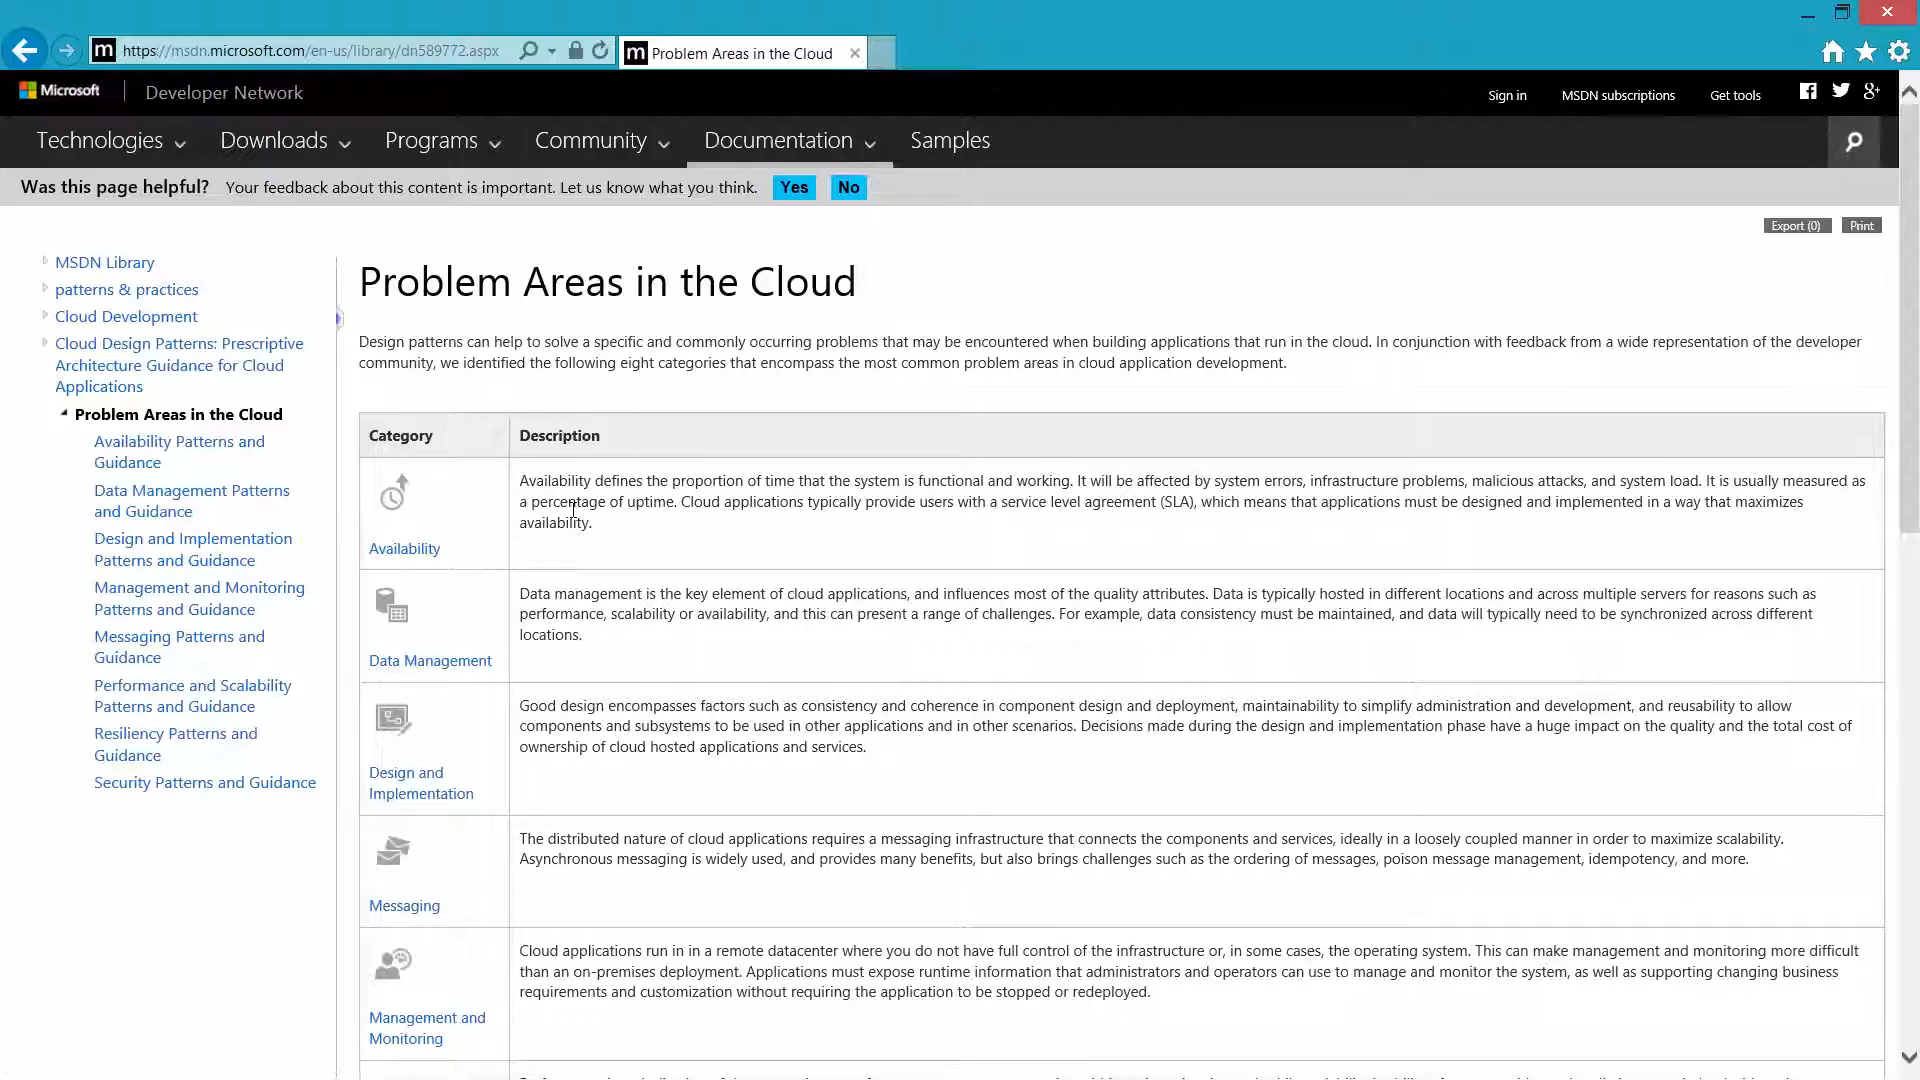 https://msdn.microsoft.com/en-us/library/dn589772.aspx
m Problem Areas in the Cloud
Microsoft Developer Network
Sign in MSDN subscriptions Get tools
Technologies Downloads Programs Community Documentation Samples
Was this page helpful? Your feedback about this content is important. Let us know what you think. Yes No
Export (0) Print
MSDN Library
patterns & practices
Cloud Development
Cloud Design Patterns: Prescriptive
Architecture Guidance for Cloud
Applications
Problem Areas in the Cloud
Availability Patterns and
Guidance
Data Management Patterns
and Guidance
Design and Implementation
Patterns and Guidance
Management and Monitoring
Patterns and Guidance
Messaging Patterns and
Guidance
Performance and Scalability
Patterns and Guidance
Resiliency Patterns and
Guidance
Security Patterns and Guidance
Problem Areas in the Cloud
Design patterns can help to solve a specific and commonly occurring problems that may be encountered when building applications that run in the cloud. In conjunction with feedback from a wide representation of the developer
community, we identified the following eight categories that encompass the most common problem areas in cloud application development.
Category Description
Availability defines the proportion of time that the system is functional and working. It will be affected by system errors, infrastructure problems, malicious attacks, and system load. It is usually measured as
a percentage of uptime. Cloud applications typically provide users with a service level agreement (SLA), which means that applications must be designed and implemented in a way that maximizes
availability.
Availability
Data management is the key element of cloud applications, and influences most of the quality attributes. Data is typically hosted in different locations and across multiple servers for reasons such as
performance, scalability or availability, and this can present a range of challenges. For example, data consistency must be maintained, and data will typically need to be synchronized across different
locations.
Data Management
Good design encompasses factors such as consistency and coherence in component design and deployment, maintainability to simplify administration and development, and reusability to allow
components and subsystems to be used in other applications and in other scenarios. Decisions made during the design and implementation phase have a huge impact on the quality and the total cost of
ownership of cloud hosted applications and services.
Design and
Implementation
The distributed nature of cloud applications requires a messaging infrastructure that connects the components and services, ideally in a loosely coupled manner in order to maximize scalability.
Asynchronous messaging is widely used, and provides many benefits, but also brings challenges such as the ordering of messages, poison message management, idempotency, and more.
Messaging
Cloud applications run in in a remote datacenter where you do not have full control of the infrastructure or, in some cases, the operating system. This can make management and monitoring more difficult
than an on-premises deployment. Applications must expose runtime information that administrators and operators can use to manage and monitor the system, as well as supporting changing business
requirements and customization without requiring the application to be stopped or redeployed.
Management and
Monitoring